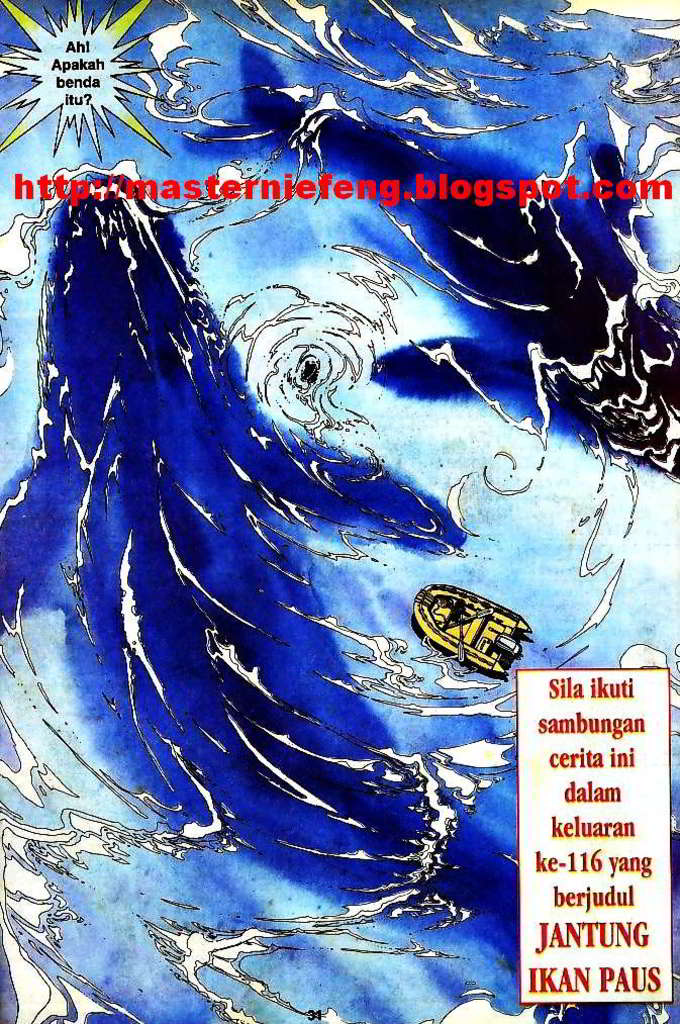 Ah!
Apakah
benda
itu?
http://masterniefeng.blogspot.com
Sila ikuti
sambungan
cerita ini
dalam
keluaran
ke-116 yang
berjudul
JANTUNG
IKAN PAUS
31